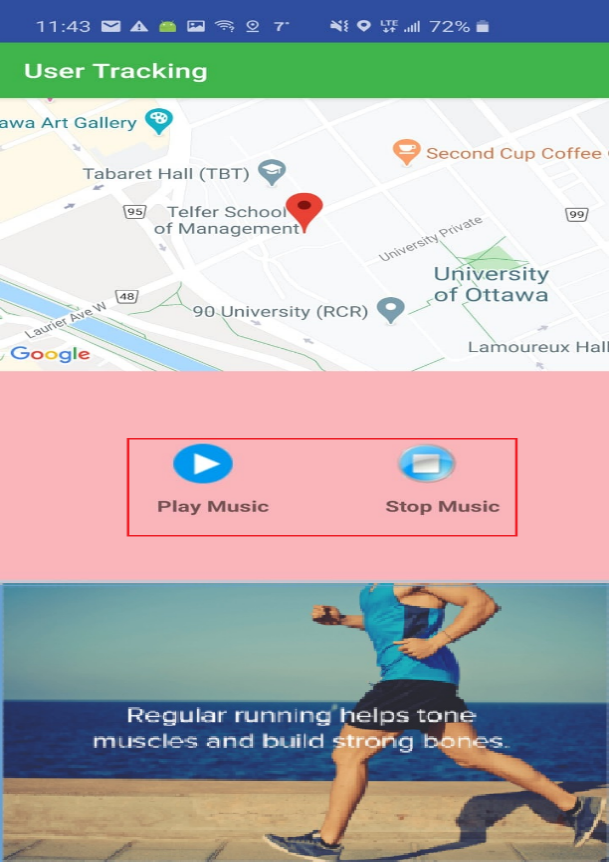 11:43 7° LTE 72%
User Tracking
awa Art Gallery
Second Cup Coffee
Tabaret Hall (TBT)
95
Telfer School
of Management
99
University Private
University
of Ottawa
48
90 University (RCR)
Laurier Ave W
Lamoureux Hall
Google
Play Music
Stop Music
Regular running helps tone
muscles and build strong bones.